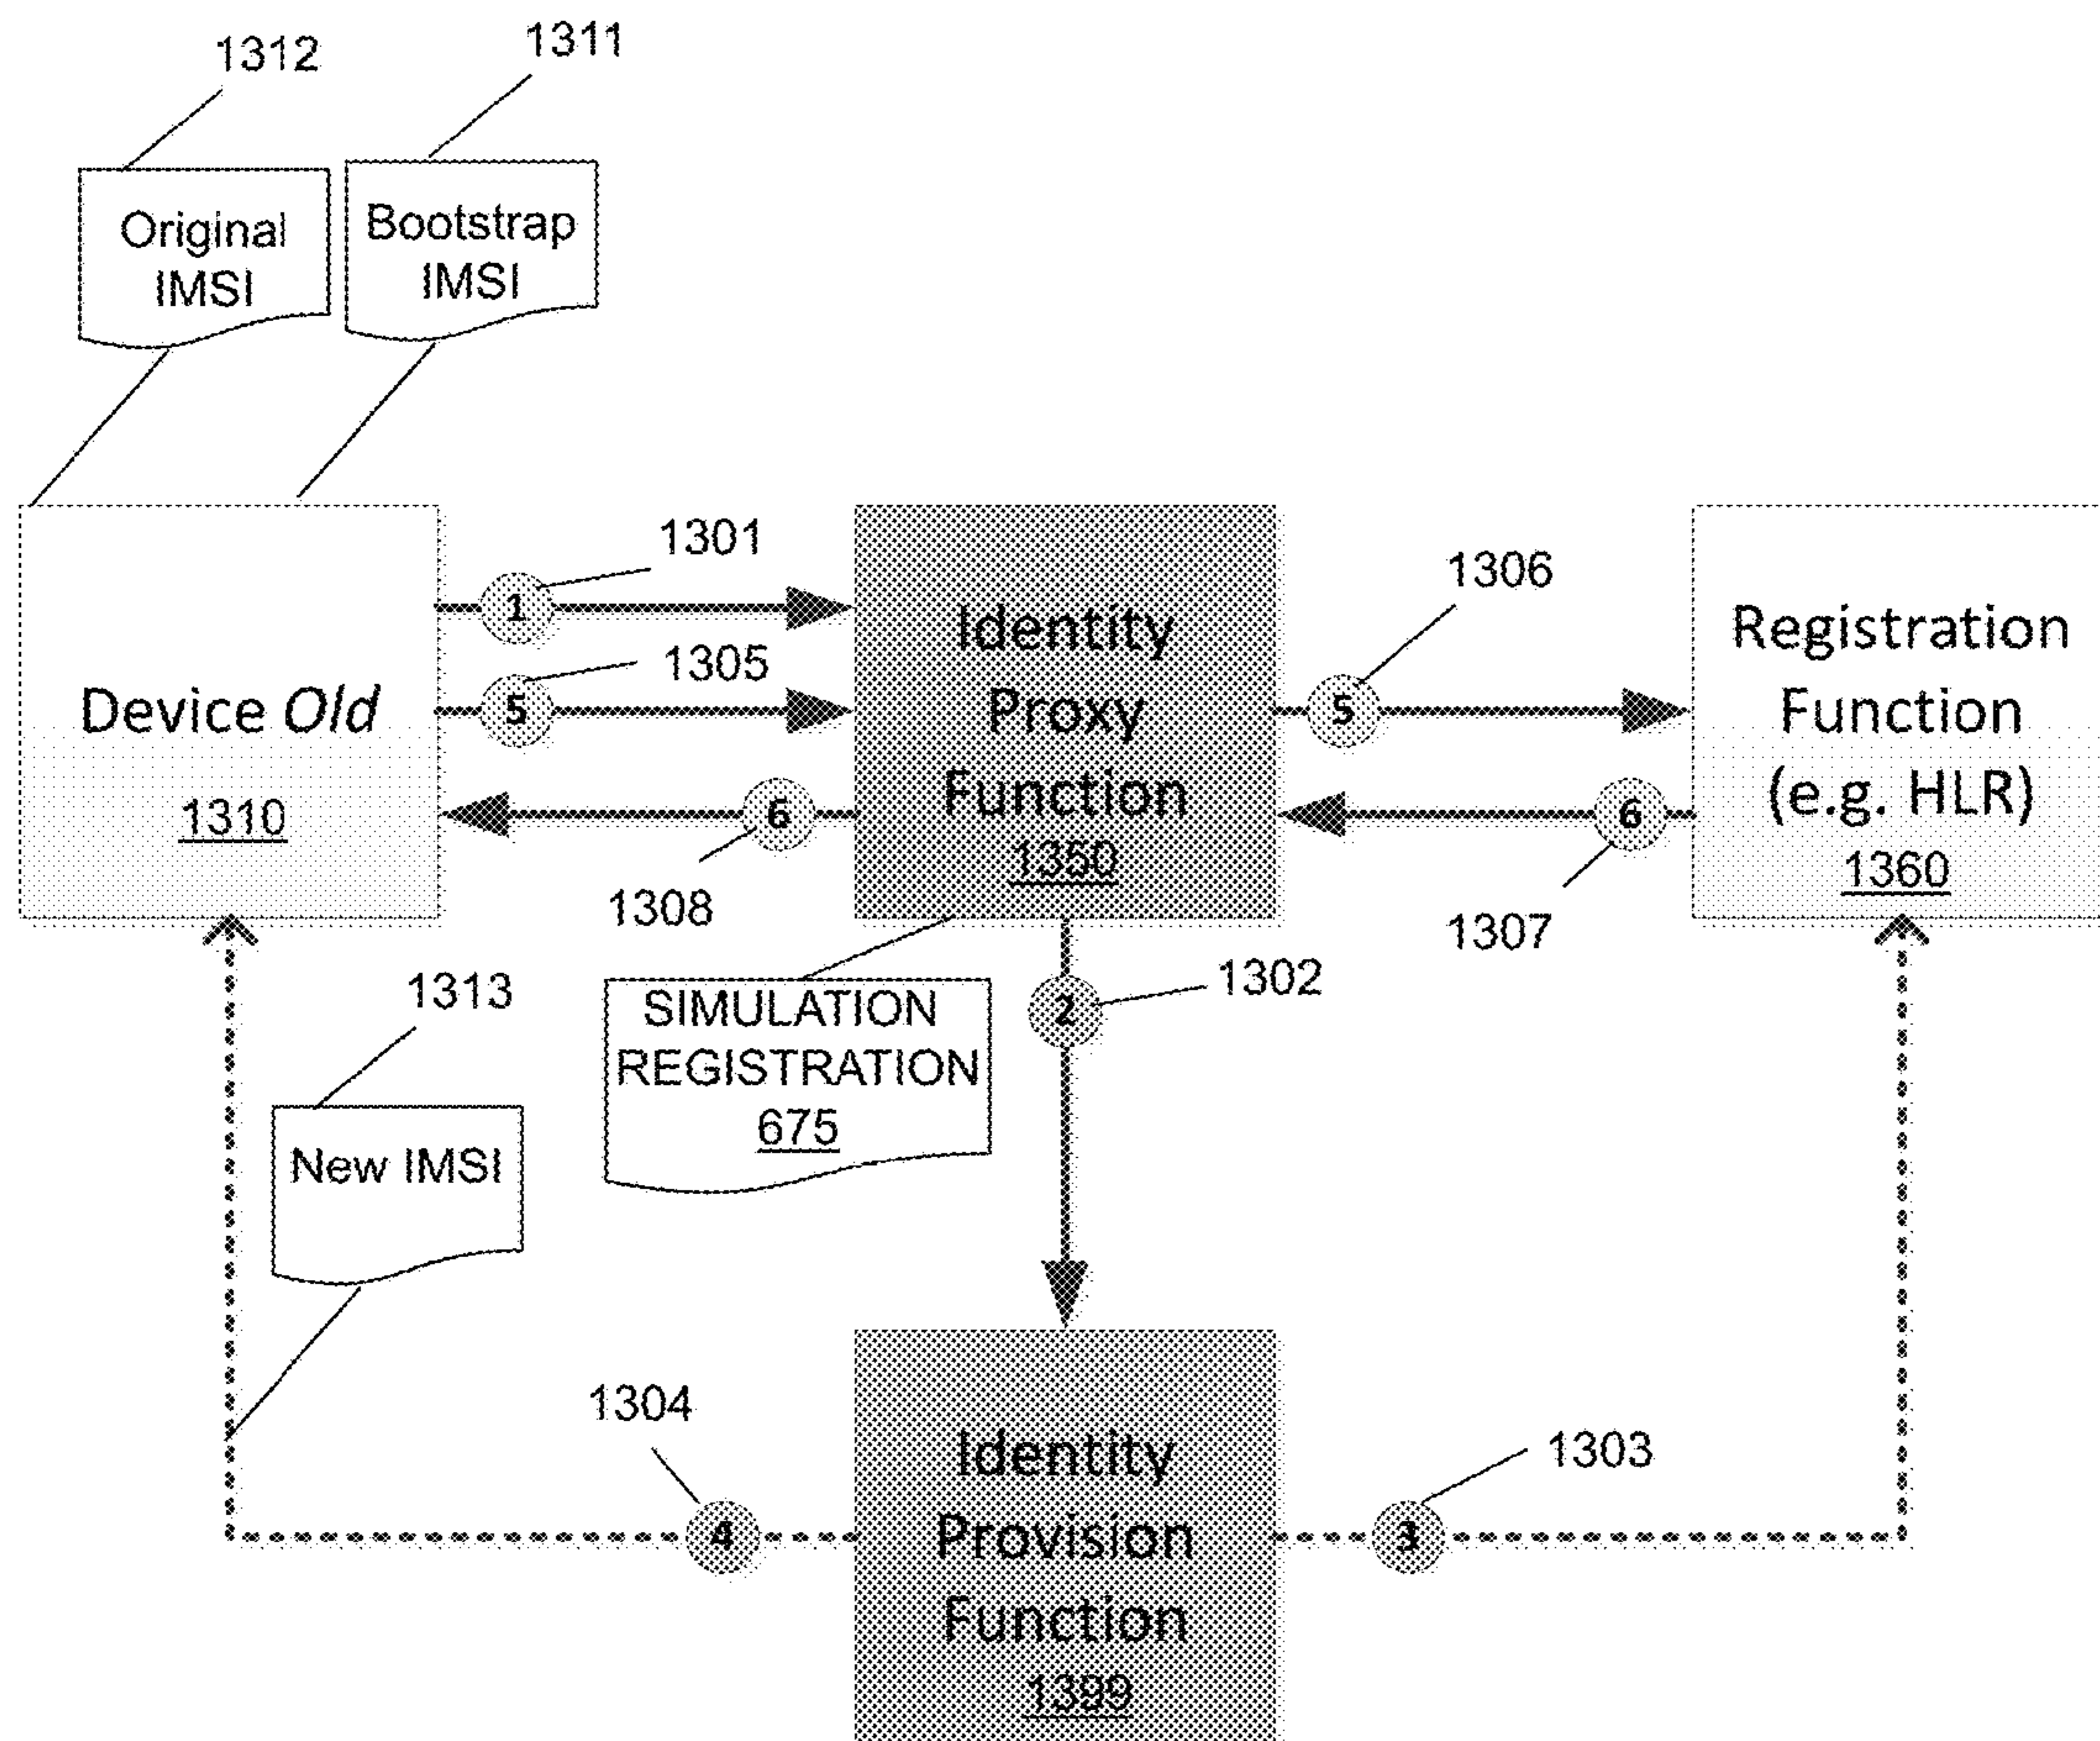 1312
1311
Original
IMSI
Bootstrap
IMSI
1301
1306
1
Identity
Proxy
Function
1350
Registration
Function
(e.g. HLR)
1360
1305
Device Old
1310
5
5
6
6
1308
1307
1313
SIMULATION
REGISTRATION
675
2
1302
New IMSI
1304
1303
4
Identity
Provision
Function
1399
3